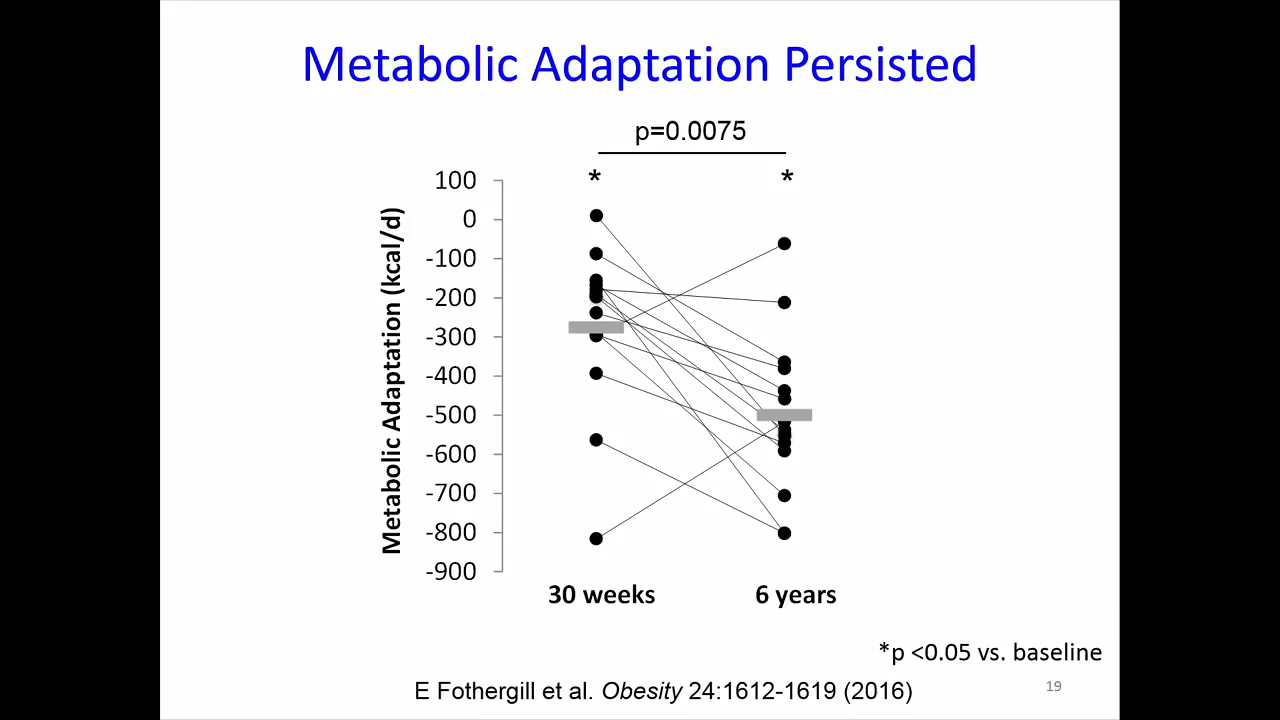 Metabolic Adaptation Persisted
p=0.0075
* *
Metabolic Adaptation (kcal/d)
100
0
-100
-200
-300
-400
-500
-600
-700
-800
-900
30 weeks 6 years
*p <0.05 vs. baseline
E Fothergill et al. Obesity 24:1612-1619 (2016)
19